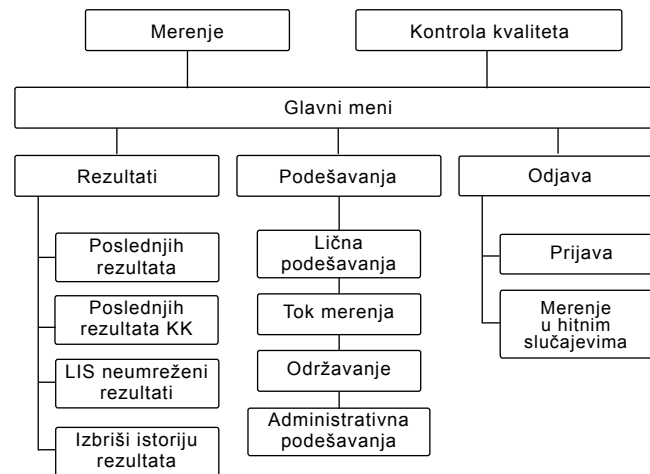 Merenje
Kontrola kvaliteta
Glavni meni
Rezultati
Podešavanja
Odjava
Poslednjih
rezultata
Poslednjih
rezultata KK
LIS neumreženi
rezultati
Izbriši istoriju
rezultata
Lična
podešavanja
Tok merenja
Održavanje
Administrativna
podešavanja
Prijava
Merenje
u hitnim
slučajevima